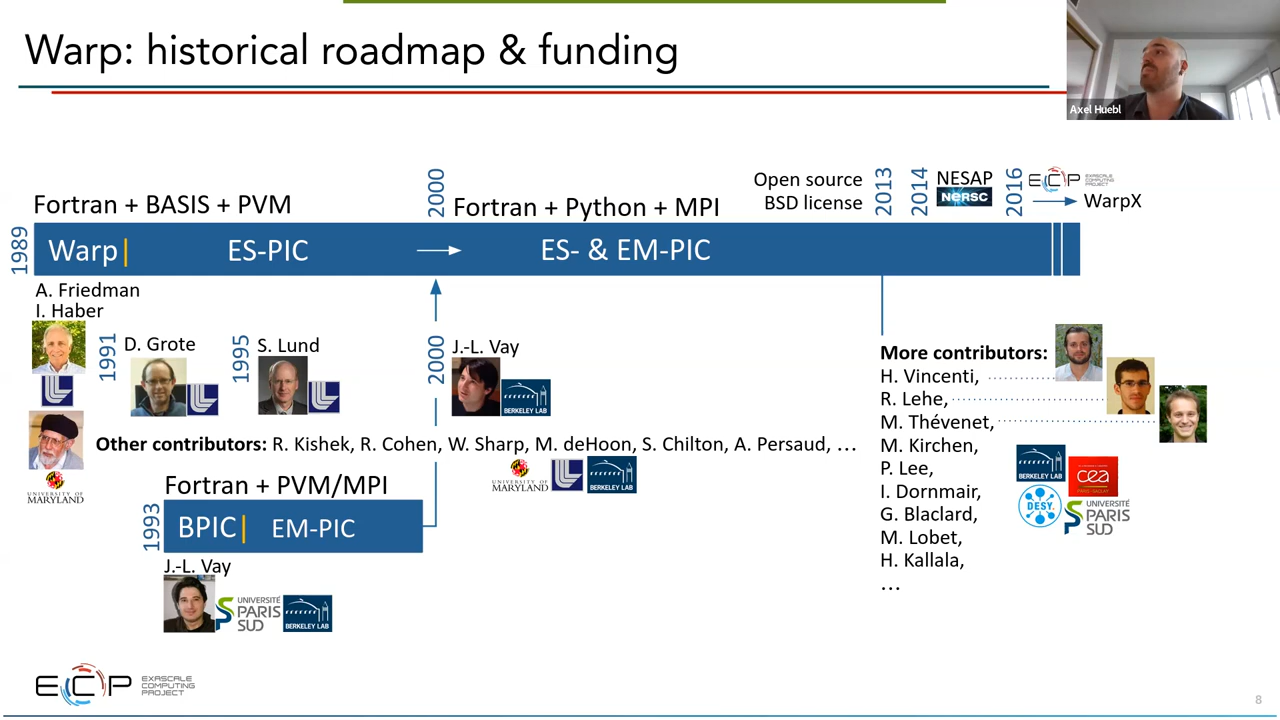 Warp: historical roadmap & funding
Axel Huebl
Fortran + BASIS + PVM
2000
Fortran + Python + MPI
Open source
BSD license
2013
2014
NESAP
NERSC
2016
ECP
EXASCALE
COMPUTING
PROJECT
WarpX
1989
Warp|
ES-PIC
ES- & EM-PIC
A. Friedman
I. Haber
1991
D. Grote
1995
S. Lund
2000
J.-L. Vay
BERKELEY LAB
UNIVERSITY OF
MARYLAND
Other contributors: R. Kishek, R. Cohen, W. Sharp, M. deHoon, S. Chilton, A. Persaud, …
UNIVERSITY OF
MARYLAND
BERKELEY LAB
Fortran + PVM/MPI
1993
BPIC|
EM-PIC
J.-L. Vay
UNIVERSITÉ
PARIS
SUD
BERKELEY LAB
More contributors:
H. Vincenti,
R. Lehe,
M. Thévenet,
M. Kirchen,
P. Lee,
I. Dornmair,
G. Blaclard,
M. Lobet,
H. Kallala,
…
BERKELEY LAB
cea
PARIS-SACLAY
DESY.
UNIVERSITÉ
PARIS
SUD
ECP
EXASCALE
COMPUTING
PROJECT
8